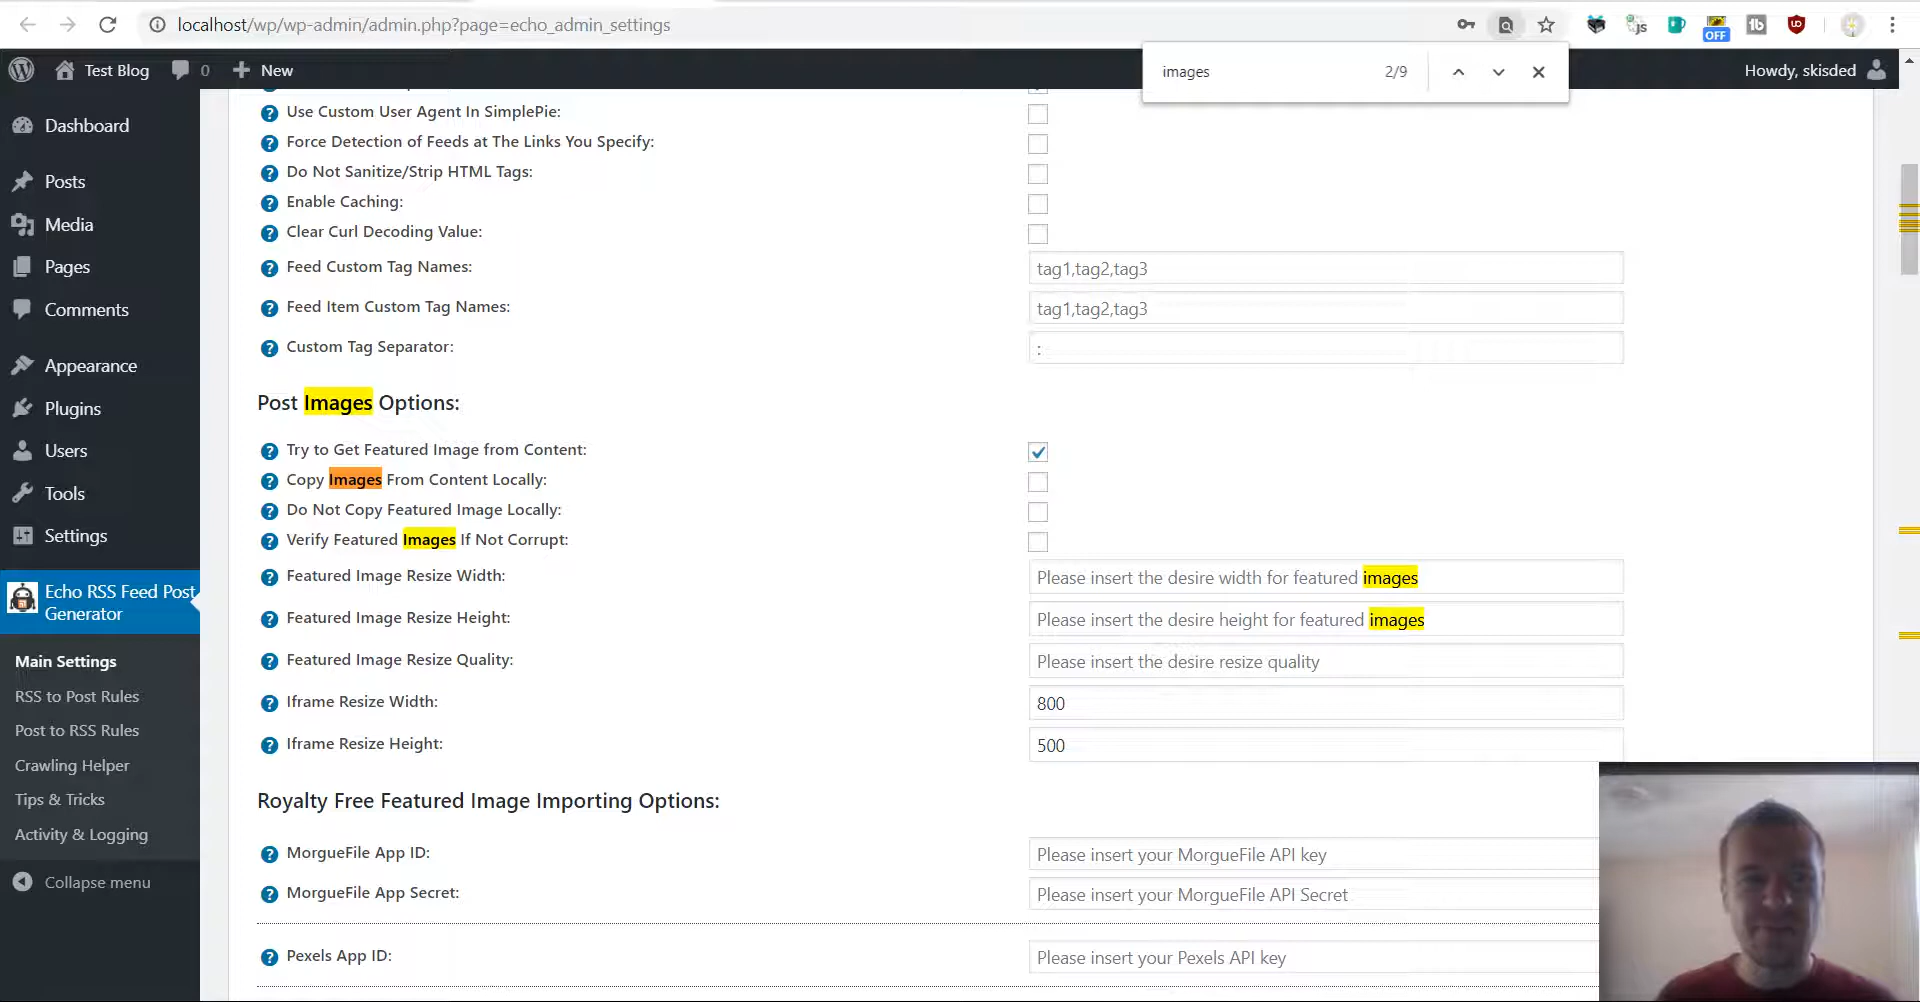 localhost/wp/wp-admin/admin.php?page=echo_admin_settings
js
OFF
images 2/9
Test Blog 0 New
Howdy, skisded
Dashboard
Posts
Media
Pages
Comments
Appearance
Plugins
Users
Tools
Settings
Echo RSS Feed Post
Generator
Main Settings
RSS to Post Rules
Post to RSS Rules
Crawling Helper
Tips & Tricks
Activity & Logging
Collapse menu
Use Custom User Agent In SimplePie:
Force Detection of Feeds at The Links You Specify:
Do Not Sanitize/Strip HTML Tags:
Enable Caching:
Clear Curl Decoding Value:
Feed Custom Tag Names: tag1,tag2,tag3
Feed Item Custom Tag Names: tag1,tag2,tag3
Custom Tag Separator: :
Post Images Options:
Try to Get Featured Image from Content:
Copy Images From Content Locally:
Do Not Copy Featured Image Locally:
Verify Featured Images If Not Corrupt:
Featured Image Resize Width: Please insert the desire width for featured images
Featured Image Resize Height: Please insert the desire height for featured images
Featured Image Resize Quality: Please insert the desire resize quality
Iframe Resize Width: 800
Iframe Resize Height: 500
Royalty Free Featured Image Importing Options:
MorgueFile App ID: Please insert your MorgueFile API key
MorgueFile App Secret: Please insert your MorgueFile API Secret
Pexels App ID: Please insert your Pexels API key